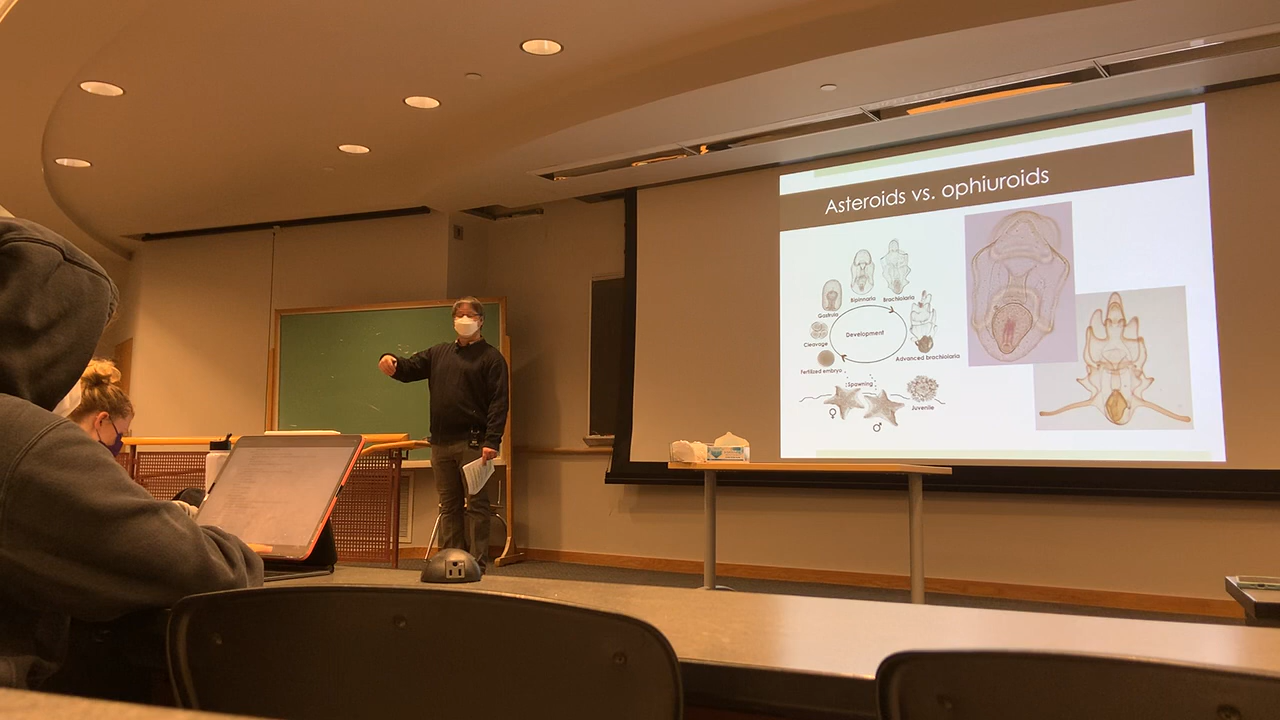 Asteroids vs. ophiuroids
Bipinnaria
Brachiolaria
Gastrula
Development
Cleavage
Advanced brachiolaria
Fertilized embryo
Spawning
Juvenile
♀
♂